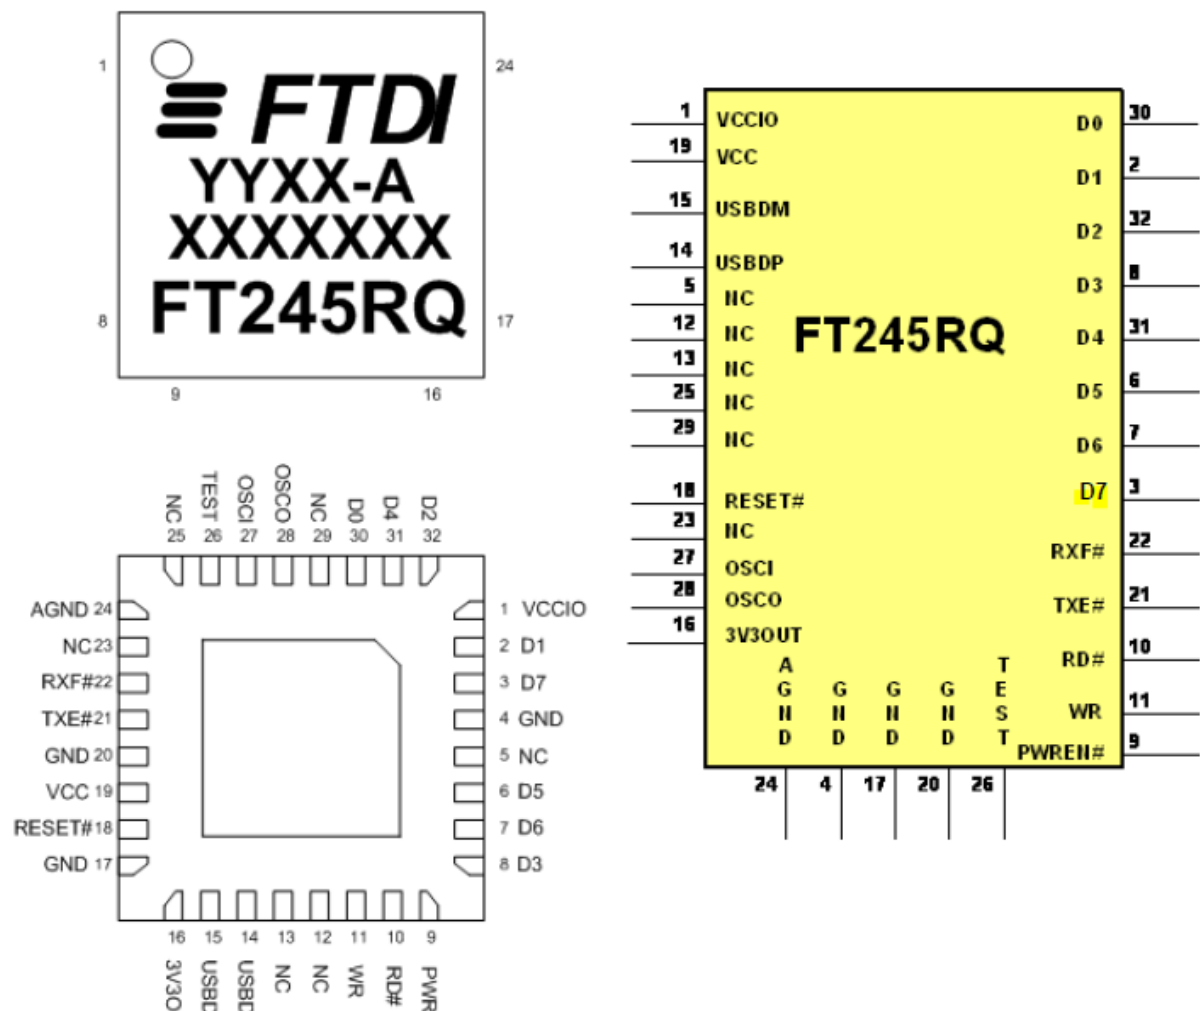 1
24
FTDI
YYXX-A
XXXXXXX
FT245RQ
8
17
9
16
NC 25
TEST 26
OSCI 27
OSCO 28
NC 29
D0 30
D4 31
D2 32
AGND 24
NC 23
RXF# 22
TXE# 21
GND 20
VCC 19
RESET# 18
GND 17
1 VCCIO
2 D1
3 D7
4 GND
5 NC
6 D5
7 D6
8 D3
16 3V3O
15 USBD
14 USBD
13 NC
12 NC
11 WR
10 RD#
9 PWR
FT245RQ
1 VCCIO
19 VCC
15 USBDM
14 USBDP
5 NC
12 NC
13 NC
25 NC
29 NC
18 RESET#
23 NC
27 OSCI
28 OSCO
16 3V3OUT
D0 30
D1 2
D2 32
D3 8
D4 31
D5 6
D6 7
D7 3
RXF# 22
TXE# 21
RD# 10
WR 11
PWREN# 9
AGND 24
GND 4
GND 17
GND 20
TEST 26